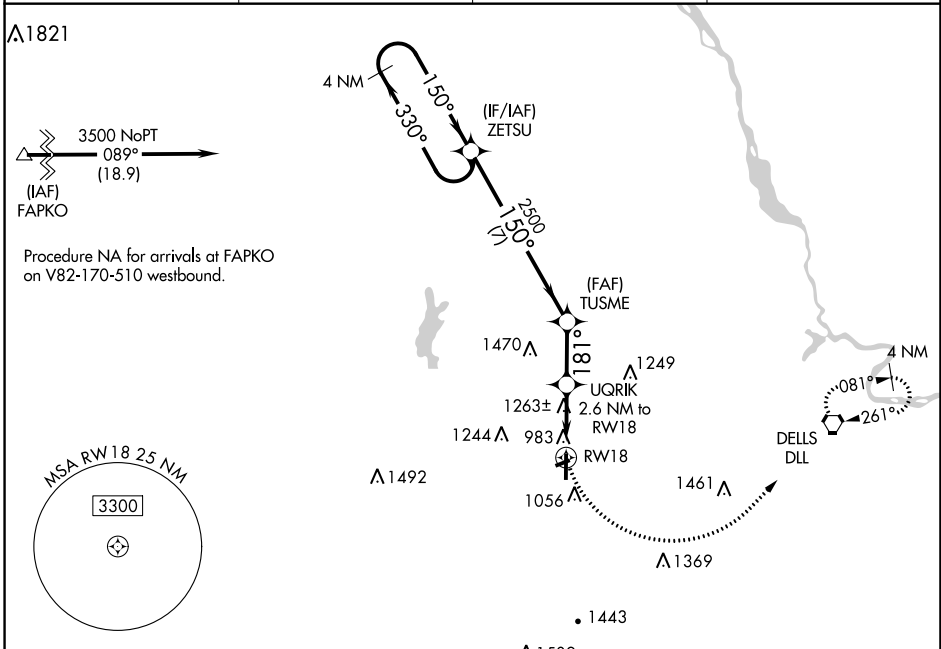 1821
4 NM
150°
330°
(IF/IAF)
ZETSU
3500 NoPT
089°
(18.9)
(IAF)
FAPKO
2500
150°
(7)
Procedure NA for arrivals at FAPKO
on V82-170-510 westbound.
(FAF)
TUSME
1470
181°
1249
4 NM
081°
261°
UQRIK
2.6 NM to
RW18
1263±
1244
983
RW18
DELLS
DLL
MSA RW18 25 NM
3300
1492
1056
1461
1369
1443